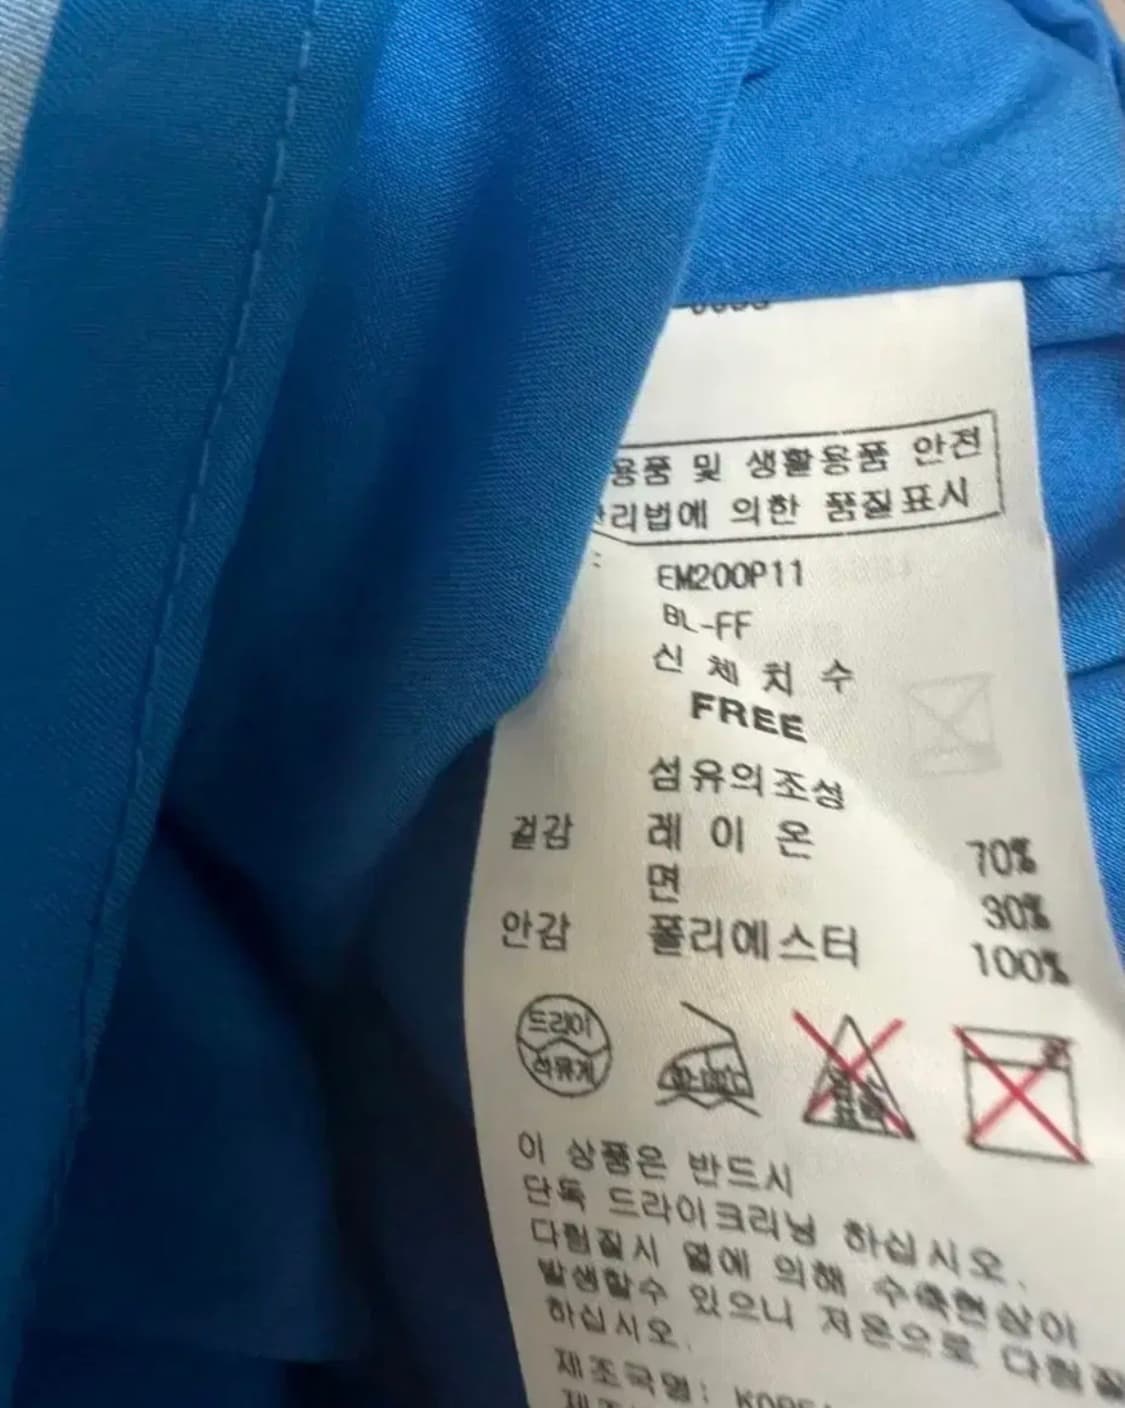 용품 및 생활용품 안전
리법에 의한 품질표시
:
EM200P11
BL-FF
신 체 치 수
FREE
섬유의조성
겉감 레 이 온 70%
면 30%
안감 폴리에스터 100%
드라이
석유계
이 상품은 반드시
단독 드라이크리닝 하십시오.
다림질시 열에 의해 수축현상이
발생할수 있으니 저온으로 다림질
하십시오.
제조국명: